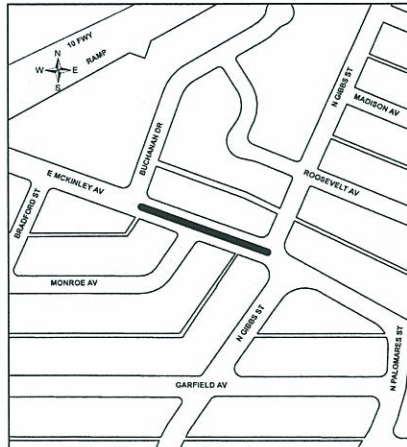 10 FWY
RAMP
N
W E
S
N GIBBS ST
MADISON AV
BUCHANAN DR
ROOSEVELT AV
E MCKINLEY AV
BRADFORD ST
MONROE AV
N GIBBS ST
GARFIELD AV
N PALOMARES ST